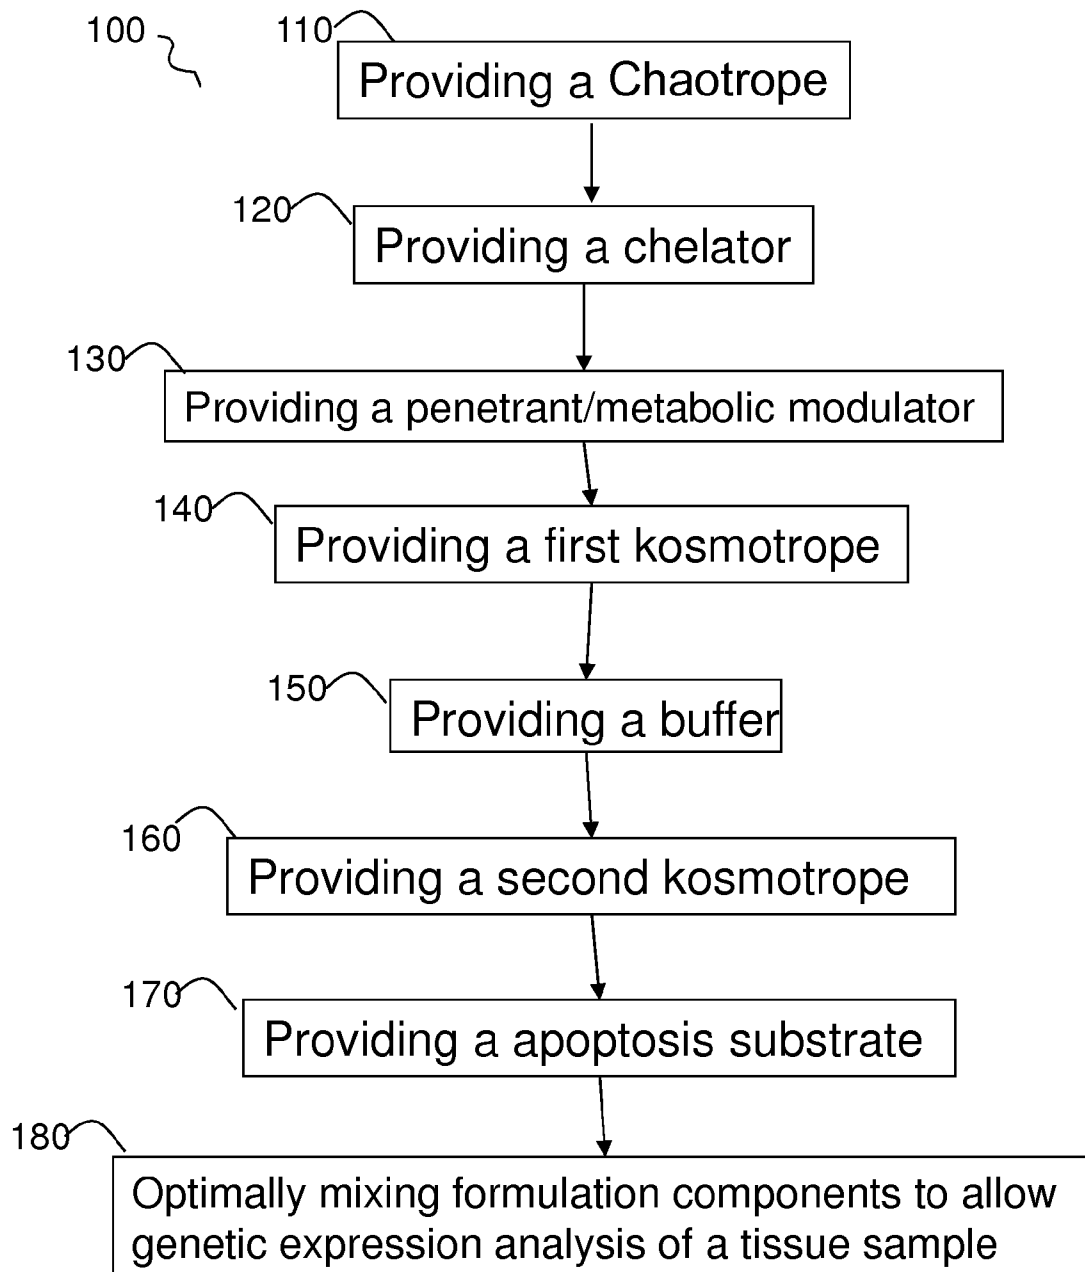 100
110
Providing a Chaotrope
120
Providing a chelator
130
Providing a penetrant/metabolic modulator
140
Providing a first kosmotrope
150
Providing a buffer
160
Providing a second kosmotrope
170
Providing a apoptosis substrate
180
Optimally mixing formulation components to allow
genetic expression analysis of a tissue sample